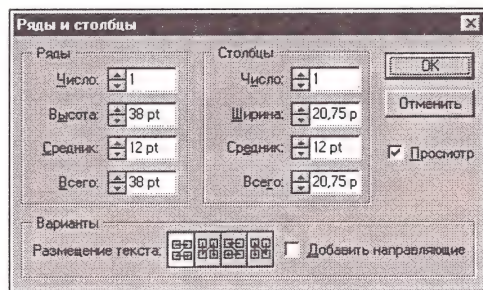 Ряды и столбцы
Ряды
Число: 1
Высота: 38 pt
Средник: 12 pt
Всего: 38 pt
Столбцы
Число: 1
Ширина: 20,75 p
Средник: 12 pt
Всего: 20,75 p
OK
Отменить
Просмотр
Варианты
Размещение текста:
Добавить направляющие